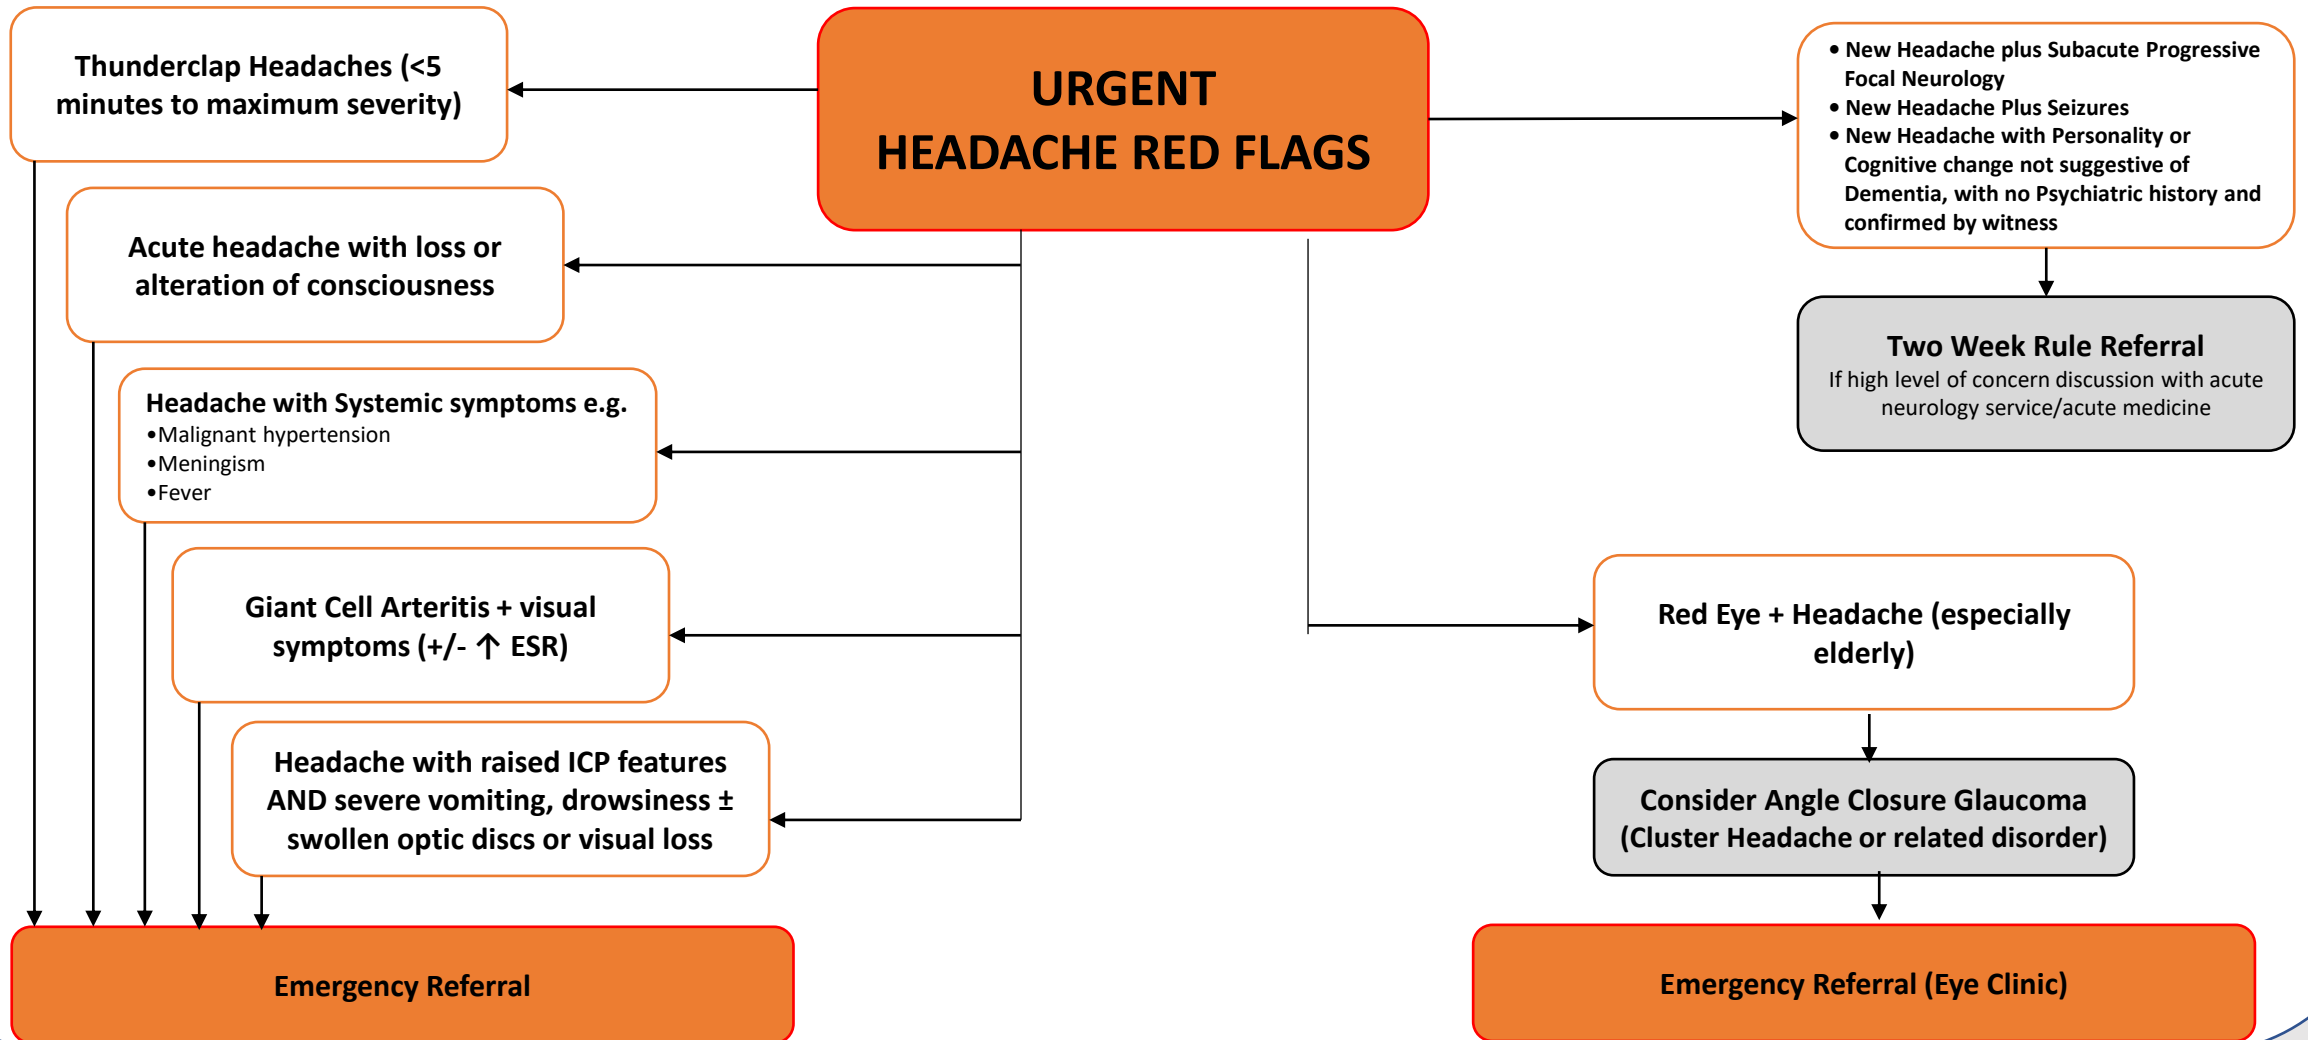 URGENT
HEADACHE RED FLAGS
Thunderclap Headaches (<5
minutes to maximum severity)
Acute headache with loss or
alteration of consciousness
Headache with Systemic symptoms e.g.
•Malignant hypertension
•Meningism
•Fever
Giant Cell Arteritis + visual
symptoms (+/- ↑ ESR)
Headache with raised ICP features
AND severe vomiting, drowsiness ±
swollen optic discs or visual loss
Emergency Referral
• New Headache plus Subacute Progressive
Focal Neurology
• New Headache Plus Seizures
• New Headache with Personality or
Cognitive change not suggestive of
Dementia, with no Psychiatric history and
confirmed by witness
Two Week Rule Referral
If high level of concern discussion with acute
neurology service/acute medicine
Red Eye + Headache (especially
elderly)
Consider Angle Closure Glaucoma
(Cluster Headache or related disorder)
Emergency Referral (Eye Clinic)